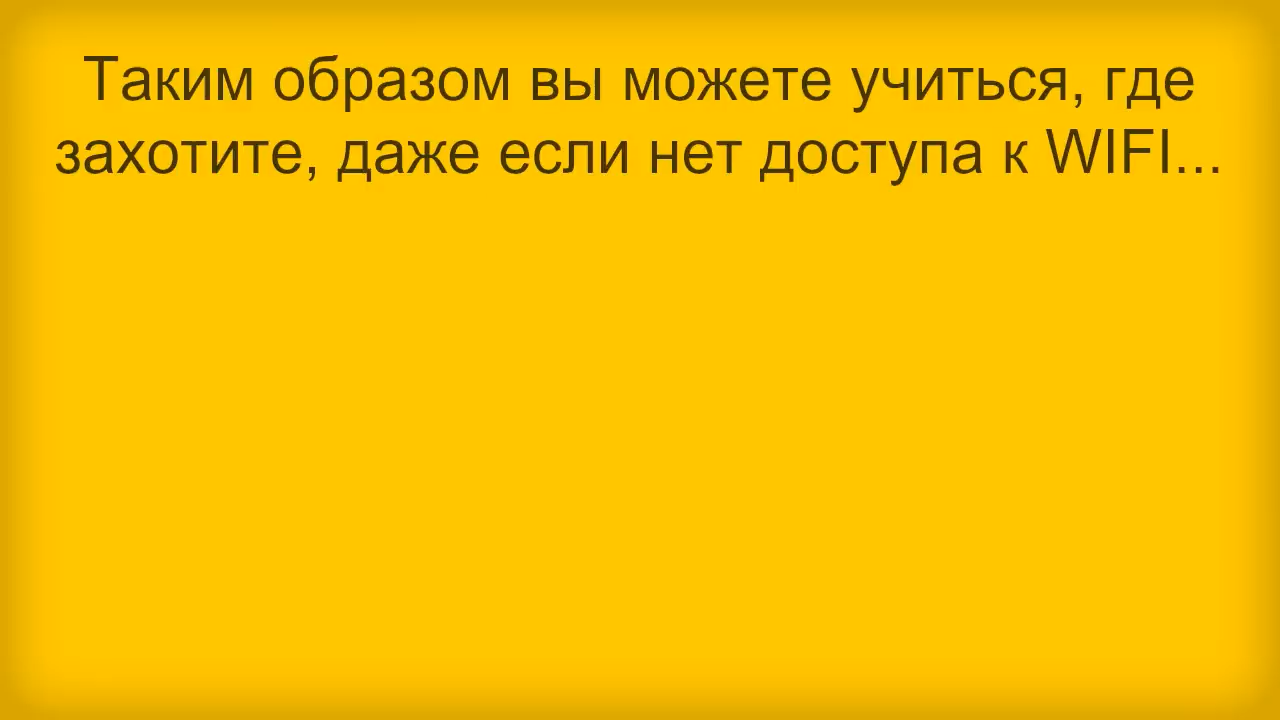 Таким образом вы можете учиться, где
захотите, даже если нет доступа к WIFI...